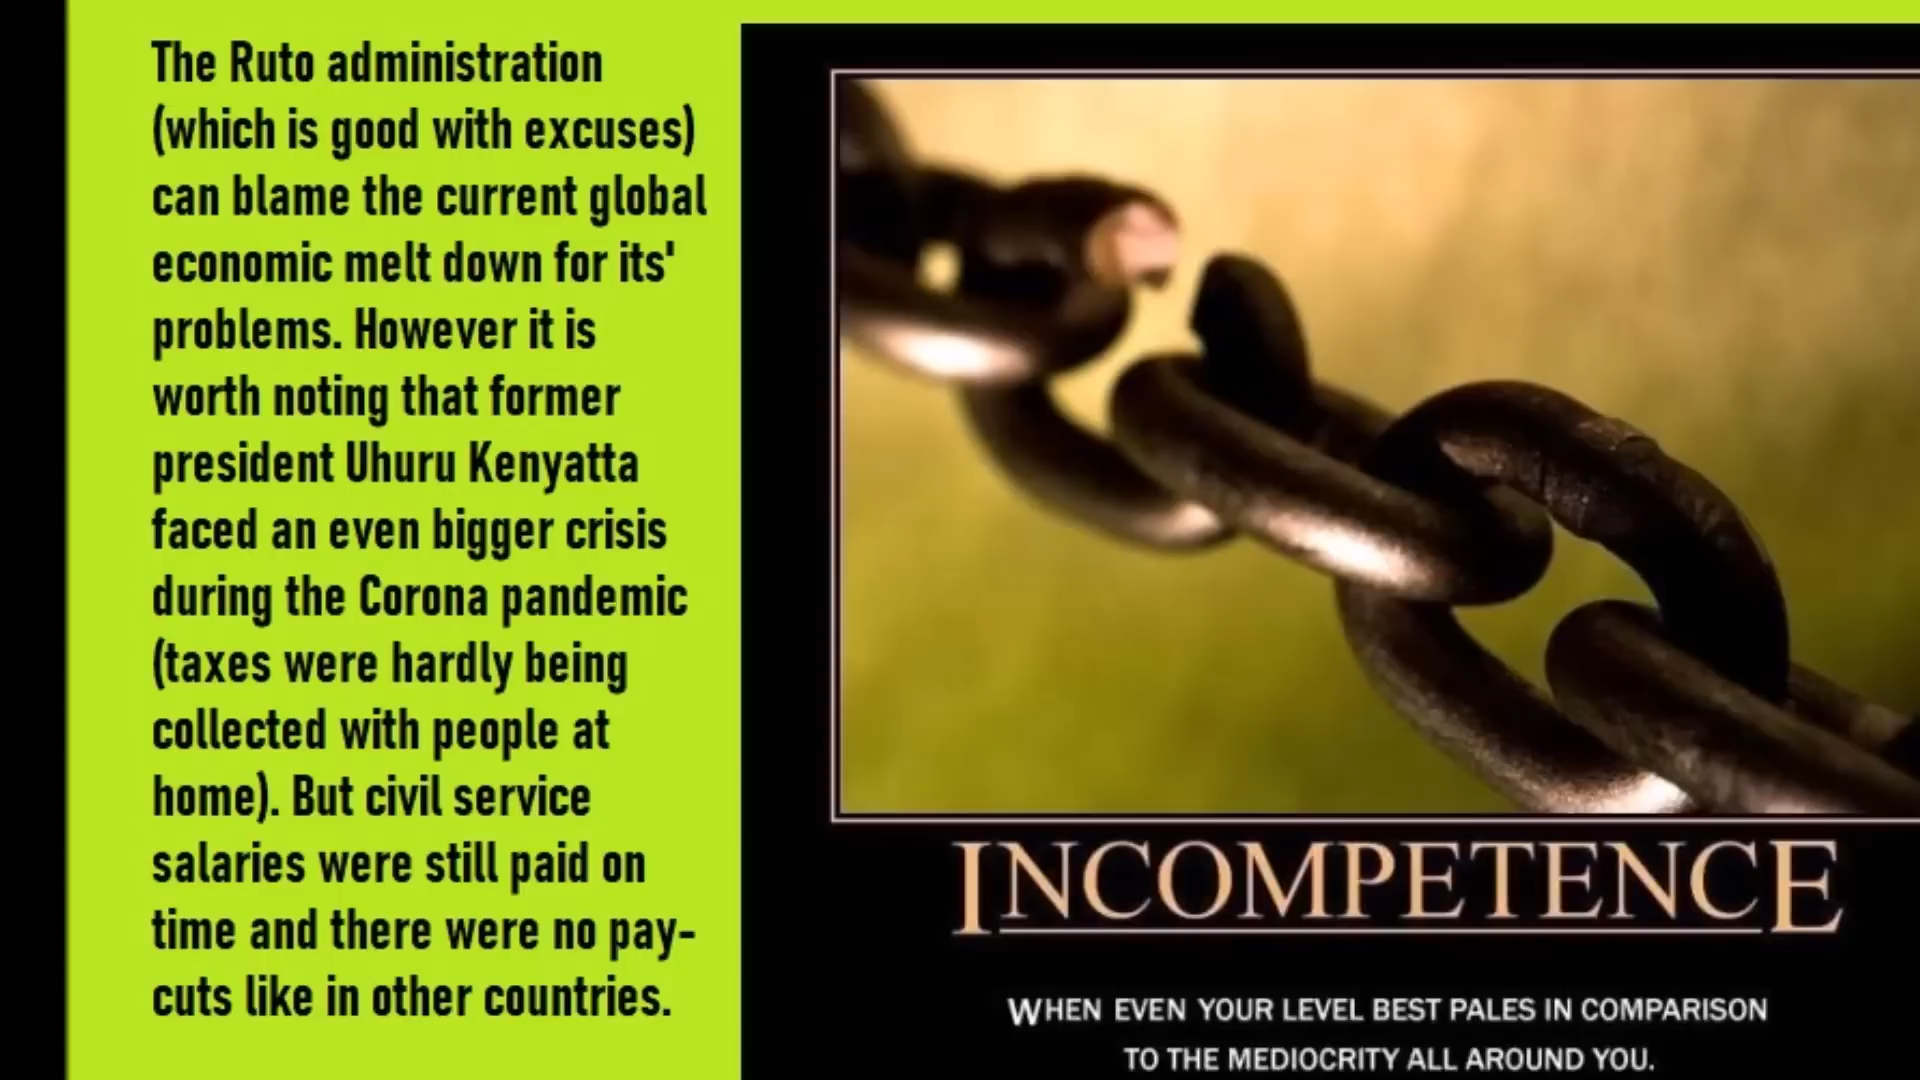 The Ruto administration
(which is good with excuses)
can blame the current global
economic melt down for its'
problems. However it is
worth noting that former
president Uhuru Kenyatta
faced an even bigger crisis
during the Corona pandemic
(taxes were hardly being
collected with people at
home). But civil service
salaries were still paid on
time and there were no pay-
cuts like in other countries.
INCOMPETENCE
WHEN EVEN YOUR LEVEL BEST PALES IN COMPARISON
TO THE MEDIOCRITY ALL AROUND YOU.